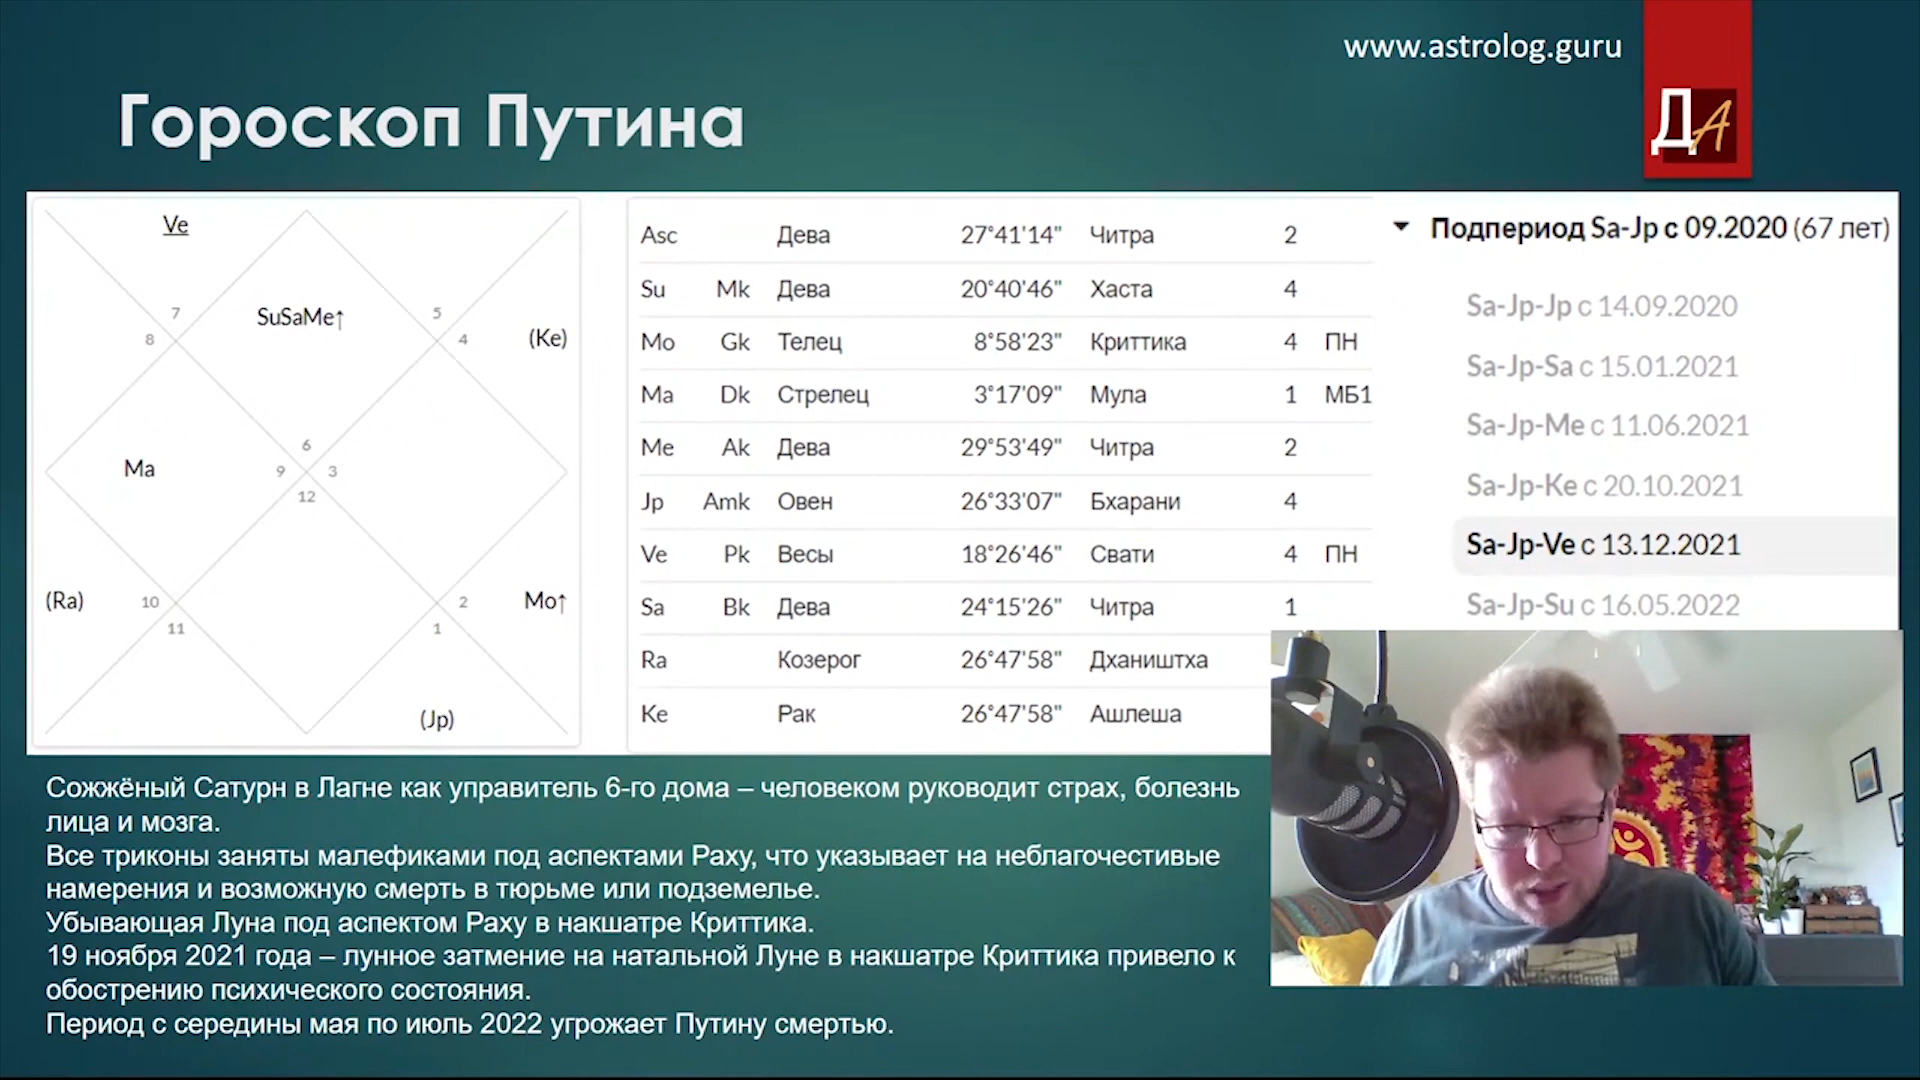 www.astrolog.guru
ДА
Гороскоп Путина
Ve
7
5
SuSaMe↑
8
4
(Ke)
6
Ma
9
3
12
(Ra)
10
2
Mo↑
11
1
(Jp)
Asc Дева 27°41'14" Читра 2
Su Mk Дева 20°40'46" Хаста 4
Mo Gk Телец 8°58'23" Криттика 4 ПН
Ma Dk Стрелец 3°17'09" Мула 1 МБ1
Me Ak Дева 29°53'49" Читра 2
Jp Amk Овен 26°33'07" Бхарани 4
Ve Pk Весы 18°26'46" Свати 4 ПН
Sa Bk Дева 24°15'26" Читра 1
Ra Козерог 26°47'58" Дхаништха
Ke Рак 26°47'58" Ашлеша
Подпериод Sa-Jp с 09.2020 (67 лет)
Sa-Jp-Jp с 14.09.2020
Sa-Jp-Sa с 15.01.2021
Sa-Jp-Me с 11.06.2021
Sa-Jp-Ke с 20.10.2021
Sa-Jp-Ve с 13.12.2021
Sa-Jp-Su с 16.05.2022
Сожжёный Сатурн в Лагне как управитель 6-го дома – человеком руководит страх, болезнь
лица и мозга.
Все триконы заняты малефиками под аспектами Раху, что указывает на неблагочестивые
намерения и возможную смерть в тюрьме или подземелье.
Убывающая Луна под аспектом Раху в накшатре Криттика.
19 ноября 2021 года – лунное затмение на натальной Луне в накшатре Криттика привело к
обострению психического состояния.
Период с середины мая по июль 2022 угрожает Путину смертью.